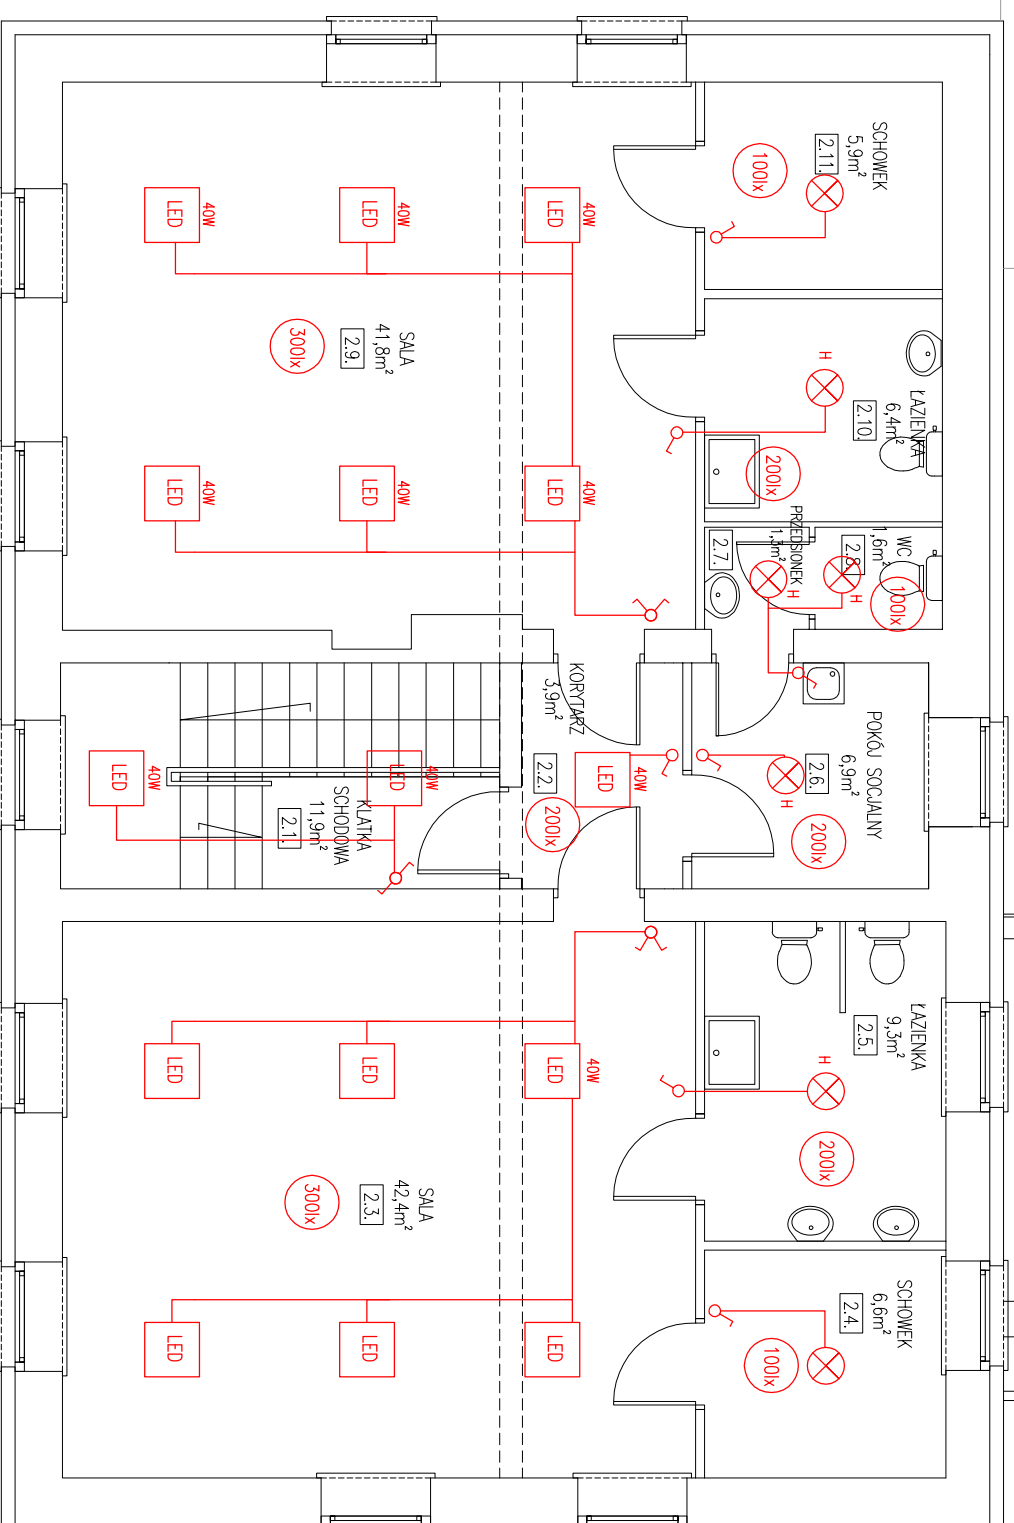 SCHOWEK
5,9m²
2.11.
100lx
40W
LED
40W
LED
40W
LED
SALA
41,8m²
2.9.
300lx
H
ŁAZIENKA
6,4m²
2.10.
200lx
40W
LED
40W
LED
40W
LED
PRZEDSIONEK
1,3m²
2.7.
H
WC
1,6m²
2.8.
H
100lx
KORYTARZ
3,9m²
2.2.
200lx
40W
LED
POKÓJ SOCJALNY
6,9m²
2.6.
H
200lx
40W
LED
40W
LED
KLATKA
SCHODOWA
11,9m²
2.1.
ŁAZIENKA
9,3m²
2.5.
H
200lx
40W
LED
LED
LED
SALA
42,4m²
2.3.
300lx
SCHOWEK
6,6m²
2.4.
100lx
LED
LED
LED